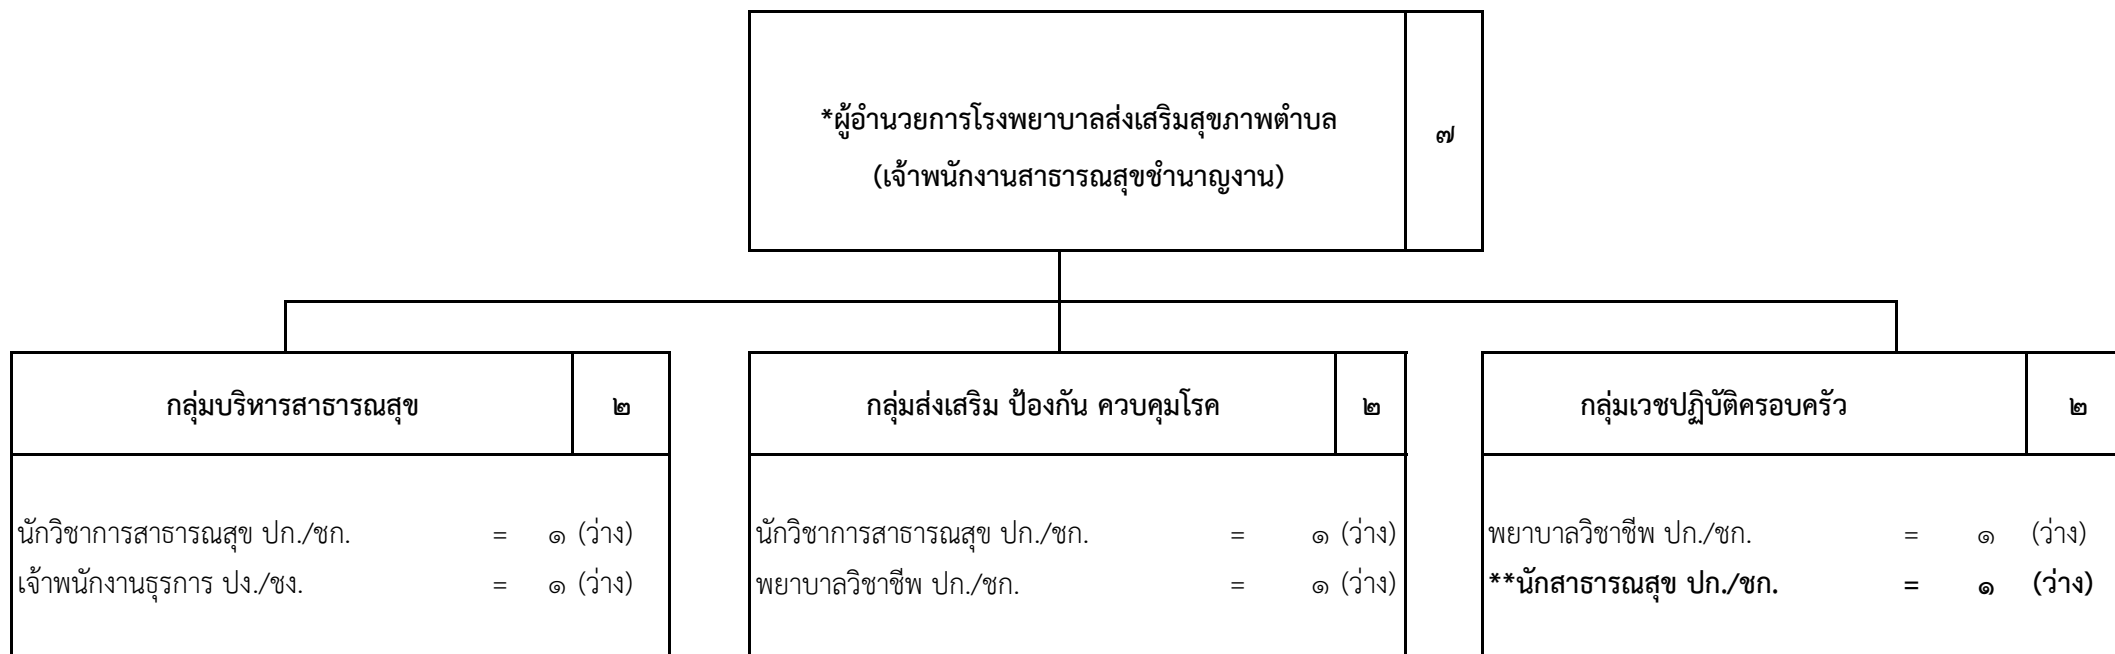 *ผู้อำนวยการโรงพยาบาลส่งเสริมสุขภาพตำบล
(เจ้าพนักงานสาธารณสุขชำนาญงาน)
๗
กลุ่มบริหารสาธารณสุข ๒
นักวิชาการสาธารณสุข ปก./ชก. = ๑ (ว่าง)
เจ้าพนักงานธุรการ ปง./ชง. = ๑ (ว่าง)
กลุ่มส่งเสริม ป้องกัน ควบคุมโรค ๒
นักวิชาการสาธารณสุข ปก./ชก. = ๑ (ว่าง)
พยาบาลวิชาชีพ ปก./ชก. = ๑ (ว่าง)
กลุ่มเวชปฏิบัติครอบครัว ๒
พยาบาลวิชาชีพ ปก./ชก. = ๑ (ว่าง)
**นักสาธารณสุข ปก./ชก. = ๑ (ว่าง)